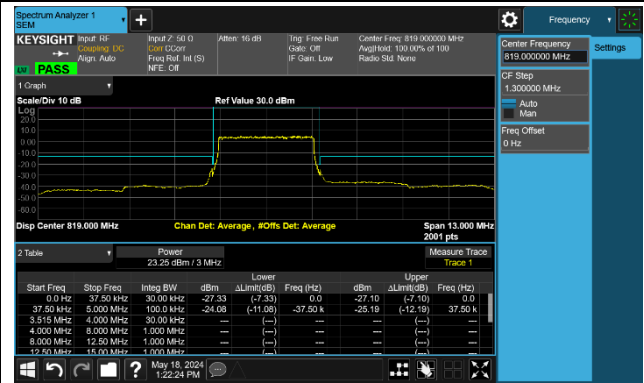 Spectrum Analyzer 1
SEM
Frequency
KEYSIGHT Input: RF Input Z: 50 Ω Atten: 16 dB Trig: Free Run Center Freq: 819.000000 MHz
Coupling: DC Corr CCorr Gate: Off Avg|Hold: 100.00% of 100
Align: Auto Freq Ref: Int (S) IF Gain: Low Radio Std: None
NFE: Off
PASS
Center Frequency
819.000000 MHz
Settings
CF Step
1.300000 MHz
Auto
Man
Freq Offset
0 Hz
1 Graph
Scale/Div 10 dB Ref Value 30.0 dBm
Log
20.0
10.0
0.00
-10.0
-20.0
-30.0
-40.0
-50.0
-60.0
Disp Center 819.000 MHz Chan Det: Average, #Offs Det: Average Span 13.000 MHz
2001 pts
2 Table Power Measure Trace
23.25 dBm / 3 MHz Trace 1
Lower Upper
Start Freq Stop Freq Integ BW dBm ΔLimit(dB) Freq (Hz) dBm ΔLimit(dB) Freq (Hz)
0.0 Hz 37.50 kHz 30.00 kHz -27.33 (-7.33) 0.0 -27.10 (-7.10) 0.0
37.50 kHz 5.000 MHz 100.0 kHz -24.08 (-11.08) -37.50 k -25.19 (-12.19) 37.50 k
3.515 MHz 4.000 MHz 30.00 kHz --- (---) --- --- (---) ---
4.000 MHz 8.000 MHz 1.000 MHz --- (---) --- --- (---) ---
8.000 MHz 12.50 MHz 1.000 MHz --- (---) --- --- (---) ---
12.50 MHz 15.00 MHz 1.000 MHz --- (---) --- --- (---) ---
May 18, 2024
1:22:24 PM